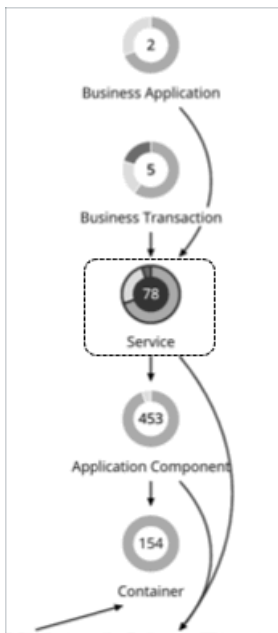 2
Business Application
5
Business Transaction
78
Service
453
Application Component
154
Container